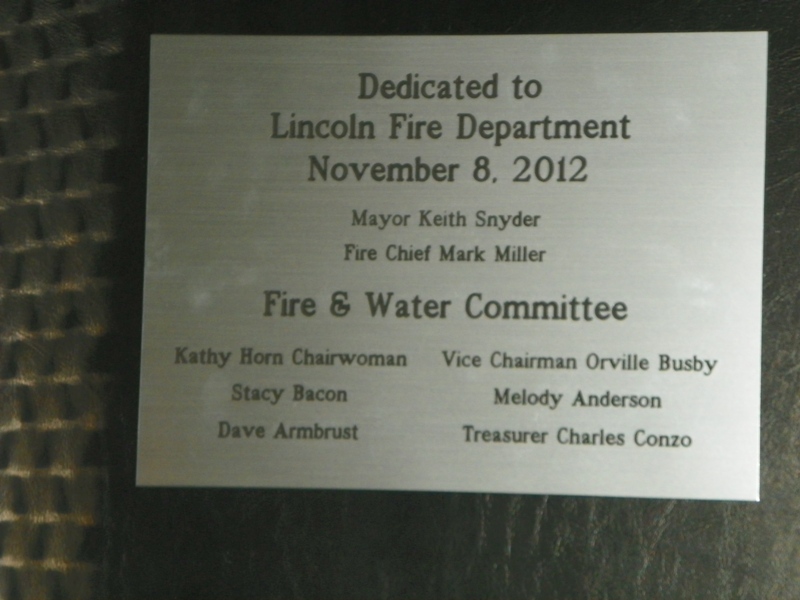 Dedicated to
Lincoln Fire Department
November 8, 2012
Mayor Keith Snyder
Fire Chief Mark Miller
Fire & Water Committee
Kathy Horn Chairwoman Vice Chairman Orville Busby
Stacy Bacon Melody Anderson
Dave Armbrust Treasurer Charles Conzo